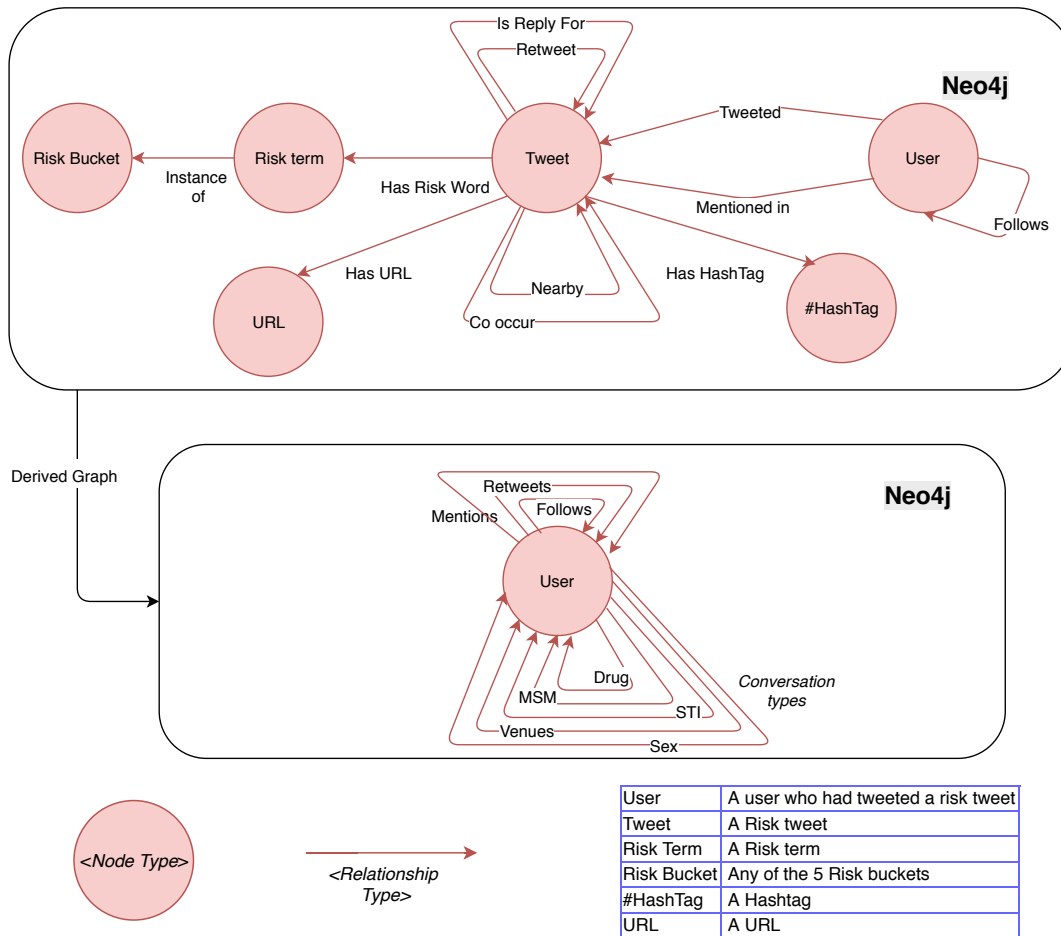 Is Reply For
Retweet
Neo4j
Tweeted
Risk Bucket
Risk term
Tweet
User
Instance
of
Has Risk Word
Mentioned in
Follows
Has URL
Has HashTag
Nearby
URL
Co occur
#HashTag
Derived Graph
Retweets
Neo4j
Mentions
Follows
User
Drug
Conversation
types
MSM
STI
Venues
Sex
<Node Type>
<Relationship
Type>
User A user who had tweeted a risk tweet
Tweet A Risk tweet
Risk Term A Risk term
Risk Bucket Any of the 5 Risk buckets
#HashTag A Hashtag
URL A URL